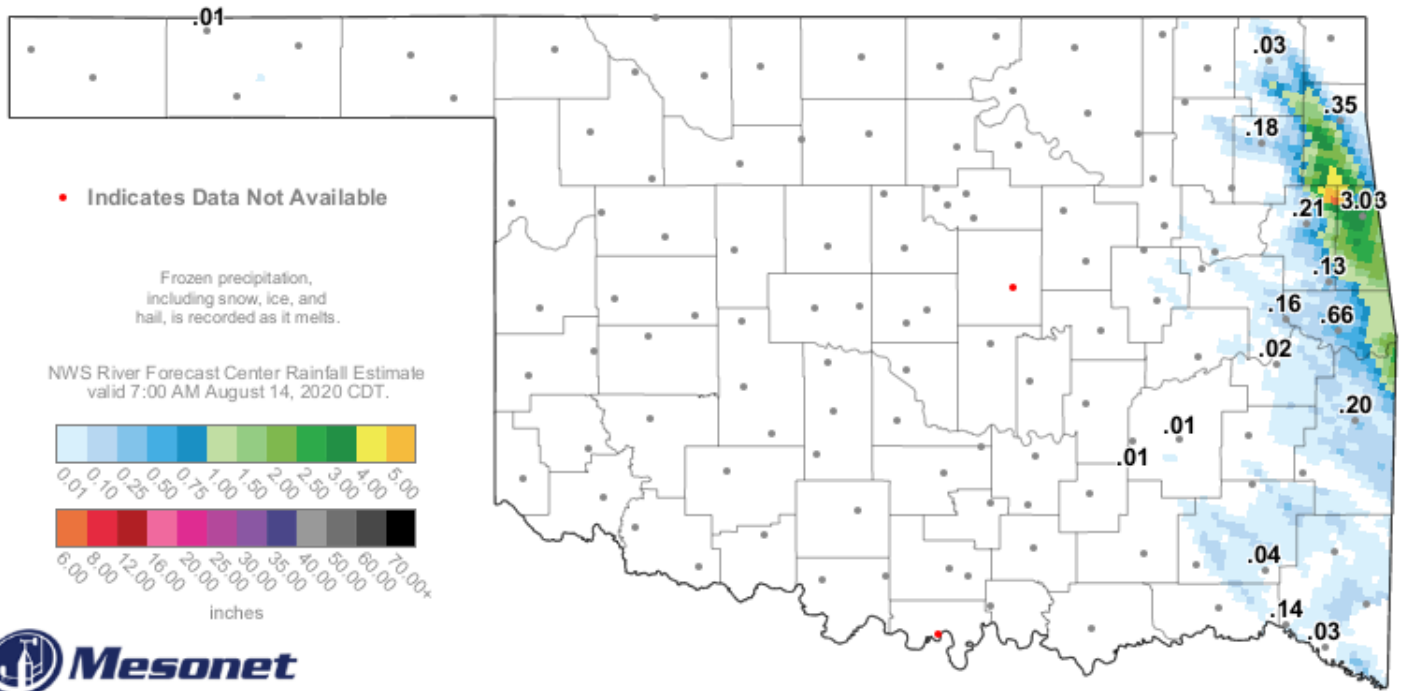 .01
.03
.35
.18
Indicates Data Not Available
3.03
.21
.13
Frozen precipitation,
including snow, ice, and
hail, is recorded as it melts.
.16
.66
.02
NWS River Forecast Center Rainfall Estimate
valid 7:00 AM August 14, 2020 CDT.
.20
.01
.01
0.01 0.10 0.25 0.50 0.75 1.00 1.50 2.00 2.50 3.00 4.00 5.00
6.00 8.00 12.00 16.00 20.00 25.00 30.00 35.00 40.00 50.00 60.00 70.00+
inches
.04
.14
.03
Mesonet